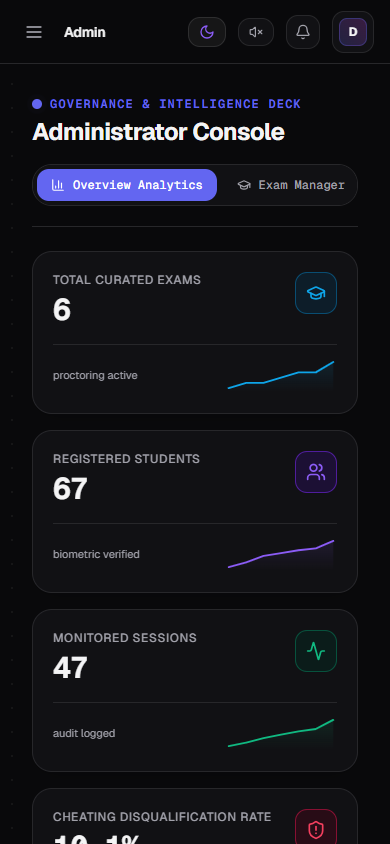 Admin
D
GOVERNANCE & INTELLIGENCE DECK
Administrator Console
Overview Analytics
Exam Manager
TOTAL CURATED EXAMS
6
proctoring active
REGISTERED STUDENTS
67
biometric verified
MONITORED SESSIONS
47
audit logged
CHEATING DISQUALIFICATION RATE